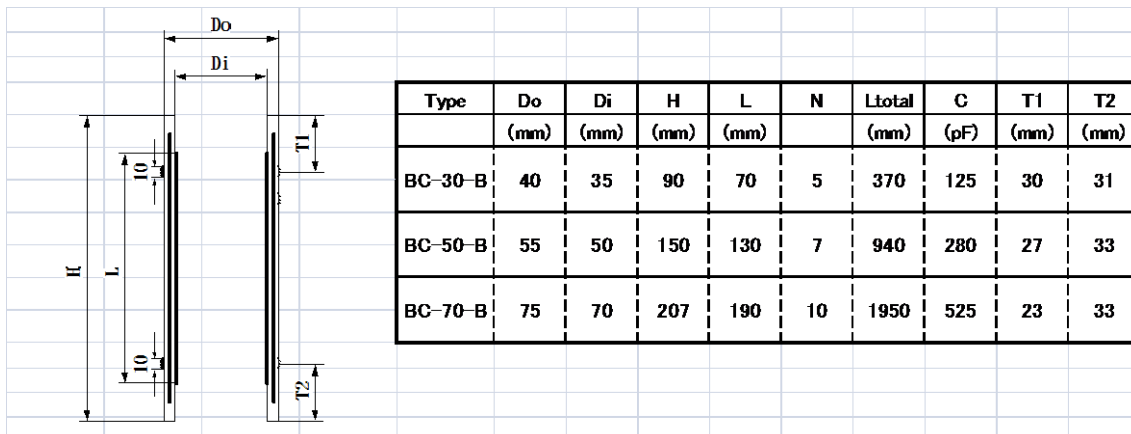 Do
Di
T1
10
H
L
10
T2
Type Do Di H L N Ltotal C T1 T2
(mm) (mm) (mm) (mm) (mm) (pF) (mm) (mm)
BC-30-B 40 35 90 70 5 370 125 30 31
BC-50-B 55 50 150 130 7 940 280 27 33
BC-70-B 75 70 207 190 10 1950 525 23 33